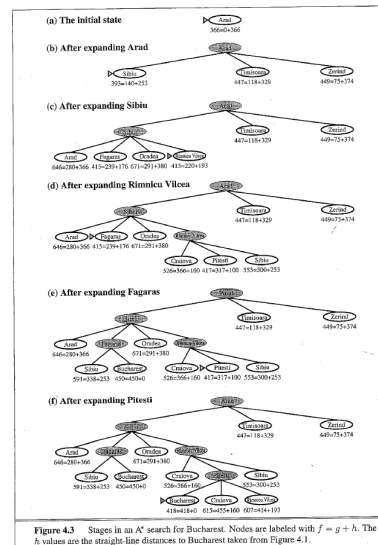 (a) The initial state
Arad
366=0+366
(b) After expanding Arad
Arad
Sibiu Timisoara Zerind
393=140+253 447=118+329 449=75+374
(c) After expanding Sibiu
Arad
Sibiu Timisoara Zerind
447=118+329 449=75+374
Arad Fagaras Oradea Rimnicu Vilcea
646=280+366 415=239+176 671=291+380 413=220+193
(d) After expanding Rimnicu Vilcea
Arad
Sibiu Timisoara Zerind
447=118+329 449=75+374
Arad Fagaras Oradea Rimnicu Vilcea
646=280+366 415=239+176 671=291+380
Craiova Pitesti Sibiu
526=366+160 417=317+100 553=300+253
(e) After expanding Fagaras
Arad
Sibiu Timisoara Zerind
447=118+329 449=75+374
Arad Fagaras Oradea Rimnicu Vilcea
646=280+366 671=291+380
Sibiu Bucharest Craiova Pitesti Sibiu
591=338+253 450=450+0 526=366+160 417=317+100 553=300+253
(f) After expanding Pitesti
Arad
Sibiu Timisoara Zerind
447=118+329 449=75+374
Arad Fagaras Oradea Rimnicu Vilcea
646=280+366 671=291+380
Sibiu Bucharest Craiova Pitesti Sibiu
591=338+253 450=450+0 526=366+160 553=300+253
Bucharest Craiova Rimnicu Vilcea
418=418+0 615=455+160 607=414+193
Figure 4.3 Stages in an A* search for Bucharest. Nodes are labeled with f = g + h. The
h values are the straight-line distances to Bucharest taken from Figure 4.1.